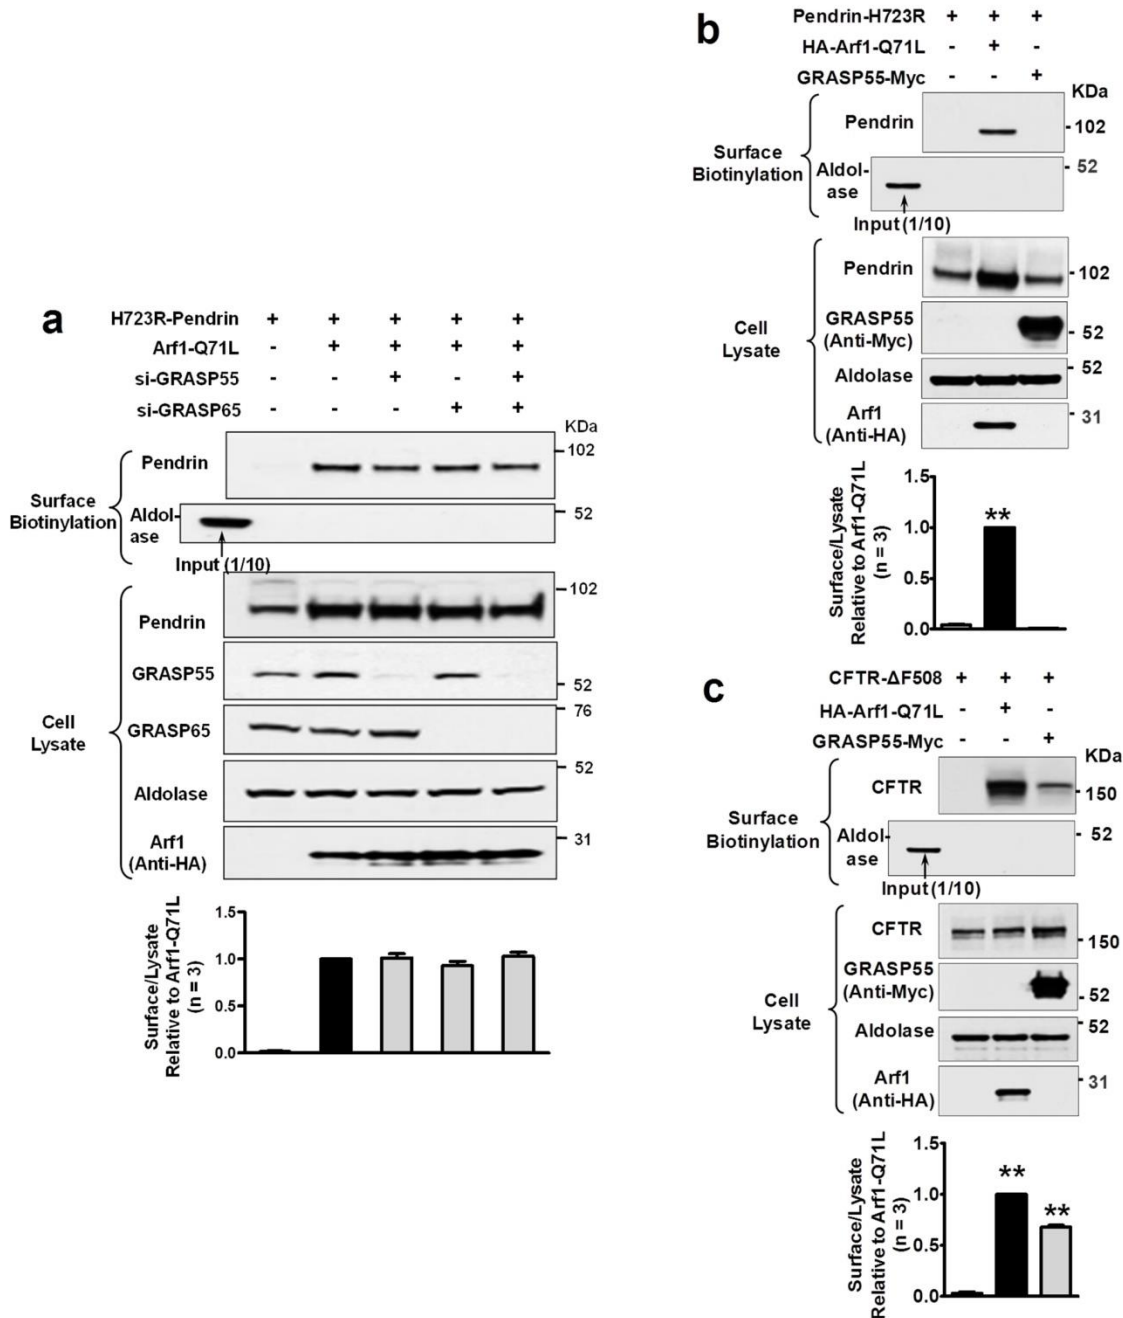 a
H723R-Pendrin + + + + +
Arf1-Q71L - + + + +
si-GRASP55 - - + - +
si-GRASP65 - - - + +
KDa
Surface
Biotinylation
Pendrin
102
Aldol-
ase
52
Input (1/10)
Cell
Lysate
Pendrin
102
GRASP55
52
GRASP65
76
Aldolase
52
Arf1
(Anti-HA)
31
Surface/Lysate
Relative to Arf1-Q71L
(n = 3)
1.5
1.0
0.5
0.0
b
Pendrin-H723R + + +
HA-Arf1-Q71L - + -
GRASP55-Myc - - +
KDa
Surface
Biotinylation
Pendrin
102
Aldol-
ase
52
Input (1/10)
Cell
Lysate
Pendrin
102
GRASP55
(Anti-Myc)
52
Aldolase
52
Arf1
(Anti-HA)
31
Surface/Lysate
Relative to Arf1-Q71L
(n = 3)
1.5
1.0
0.5
0.0
**
c
CFTR-ΔF508 + + +
HA-Arf1-Q71L - + -
GRASP55-Myc - - +
KDa
Surface
Biotinylation
CFTR
150
Aldol-
ase
52
Input (1/10)
Cell
Lysate
CFTR
150
GRASP55
(Anti-Myc)
52
Aldolase
52
Arf1
(Anti-HA)
31
Surface/Lysate
Relative to Arf1-Q71L
(n = 3)
1.5
1.0
0.5
0.0
**
**